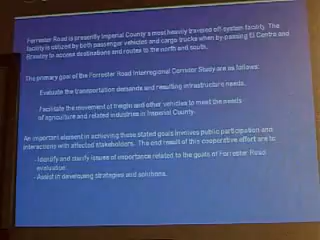 Forrester Road is presently Imperial County's most heavily traveled off-system facility. The
facility is utilized by both passenger vehicles and cargo trucks when by-passing El Centro and
Brawley to access destinations and routes to the north and south.
The primary goal of the Forrester Road Interregional Corridor Study are as follows:
Evaluate the transportation demands and resulting infrastructure needs.
Facilitate the movement of freight and other vehicles to meet the needs
of agriculture and related industries in Imperial County.
An important element in achieving these stated goals involves public participation and
interactions with affected stakeholders. The end result of this cooperative effort are to:
- Identify and clarify issues of importance related to the goals of Forrester Road
evaluation.
- Assist in developing strategies and solutions.